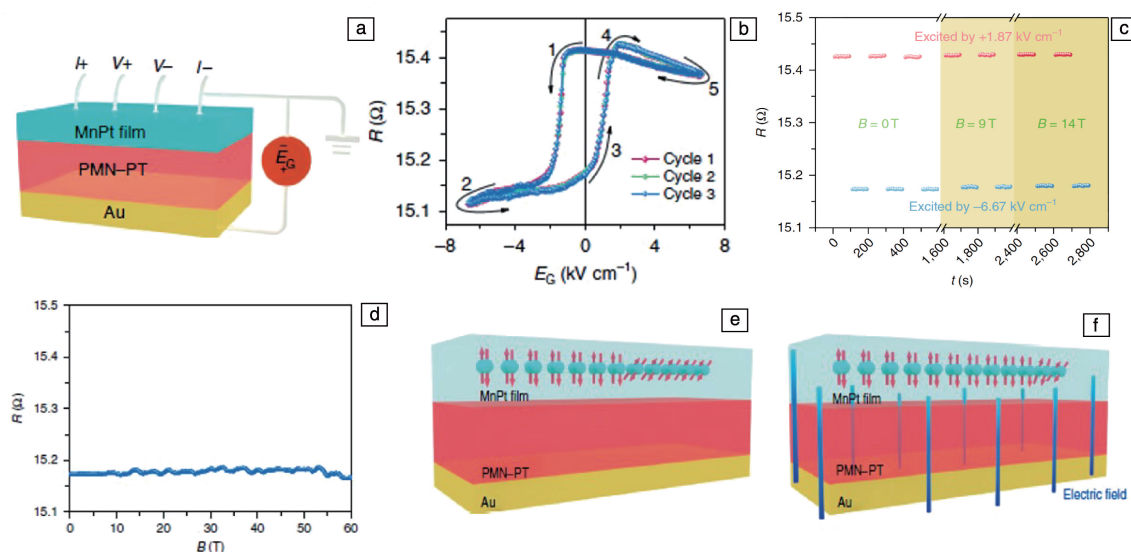 a
I+ V+ V− I−
MnPt film
PMN–PT
Au
− E_G +
b
R (Ω)
15.4
15.3
15.2
15.1
1
2
3
4
5
Cycle 1
Cycle 2
Cycle 3
−8 −4 0 4 8
E_G (kV cm⁻¹)
c
R (Ω)
15.5
15.4
15.3
15.2
15.1
Excited by +1.87 kV cm⁻¹
B = 0 T B = 9 T B = 14 T
Excited by −6.67 kV cm⁻¹
0 200 400 1,600 1,800 2,400 2,600 2,800
t (s)
d
R (Ω)
15.5
15.4
15.3
15.2
15.1
0 10 20 30 40 50 60
B (T)
e
MnPt film
PMN–PT
Au
f
MnPt film
PMN–PT
Au
Electric field